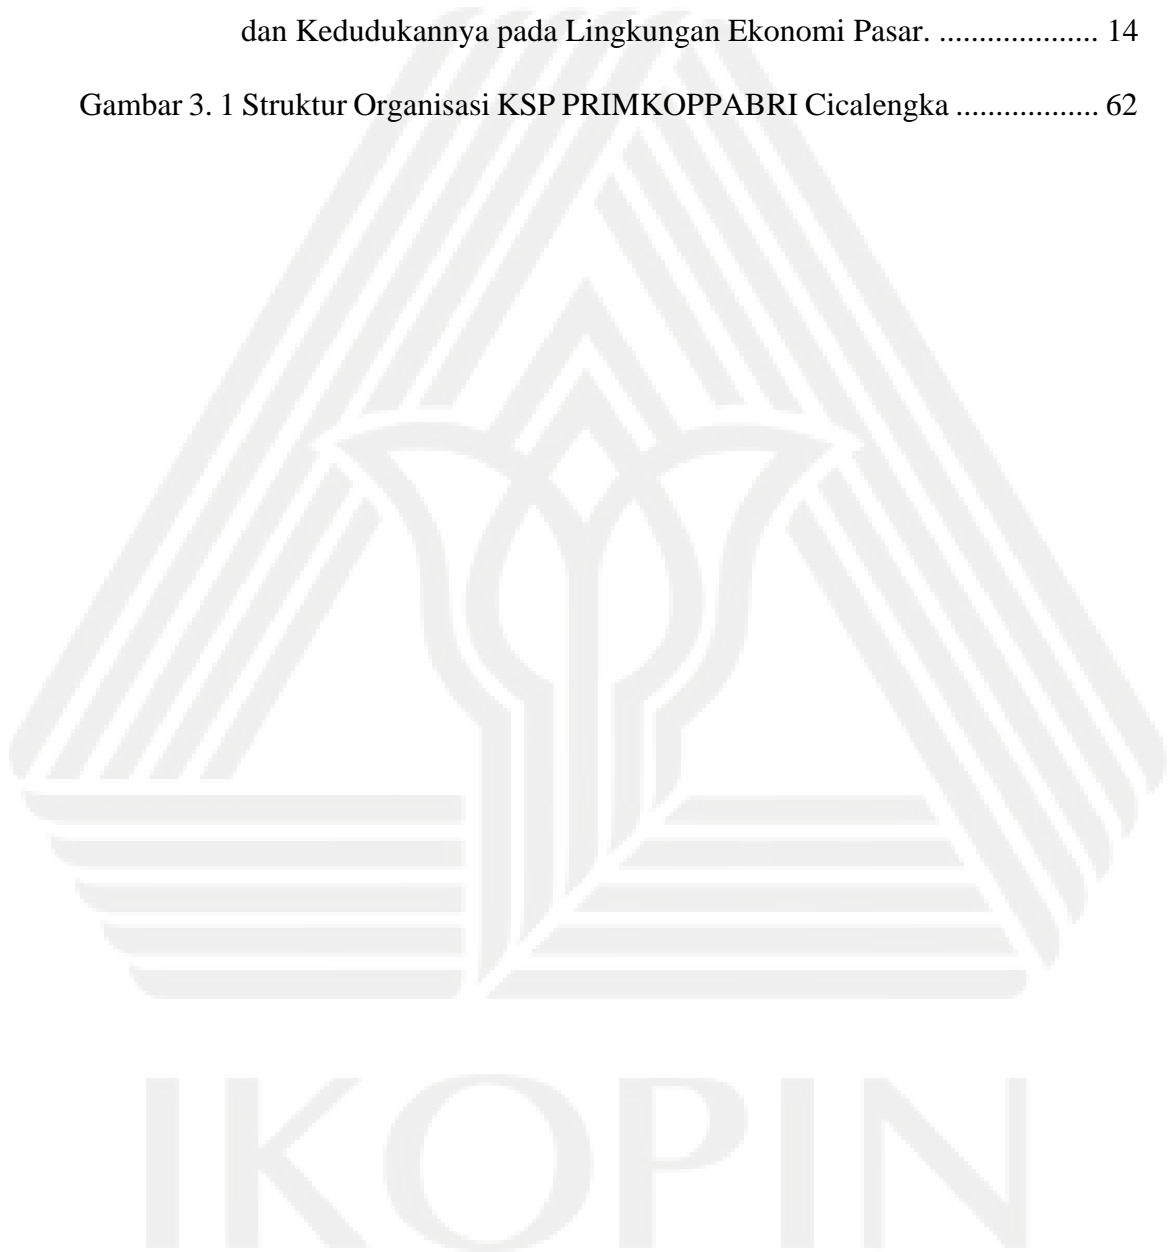 dan Kedudukannya pada Lingkungan Ekonomi Pasar. .................... 14
Gambar 3. 1 Struktur Organisasi KSP PRIMKOPPABRI Cicalengka .................. 62
IKOPIN